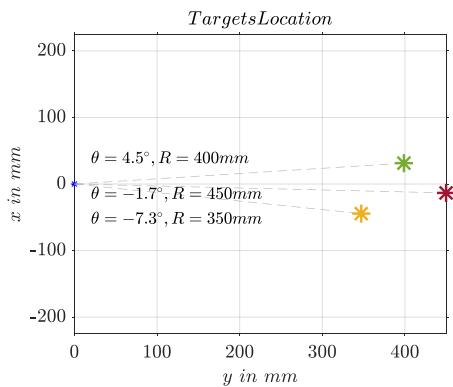 TargetsLocation
200
100
0
-100
-200
x in mm
θ = 4.5°, R = 400mm
θ = −1.7°, R = 450mm
θ = −7.3°, R = 350mm
0 100 200 300 400
y in mm